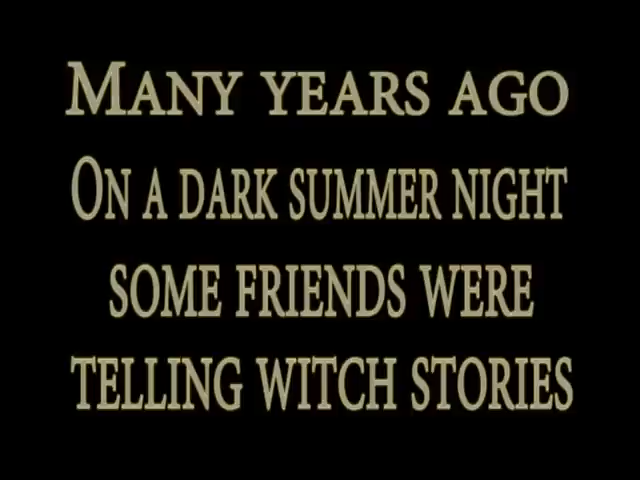 MANY YEARS AGO
ON A DARK SUMMER NIGHT
SOME FRIENDS WERE
TELLING WITCH STORIES